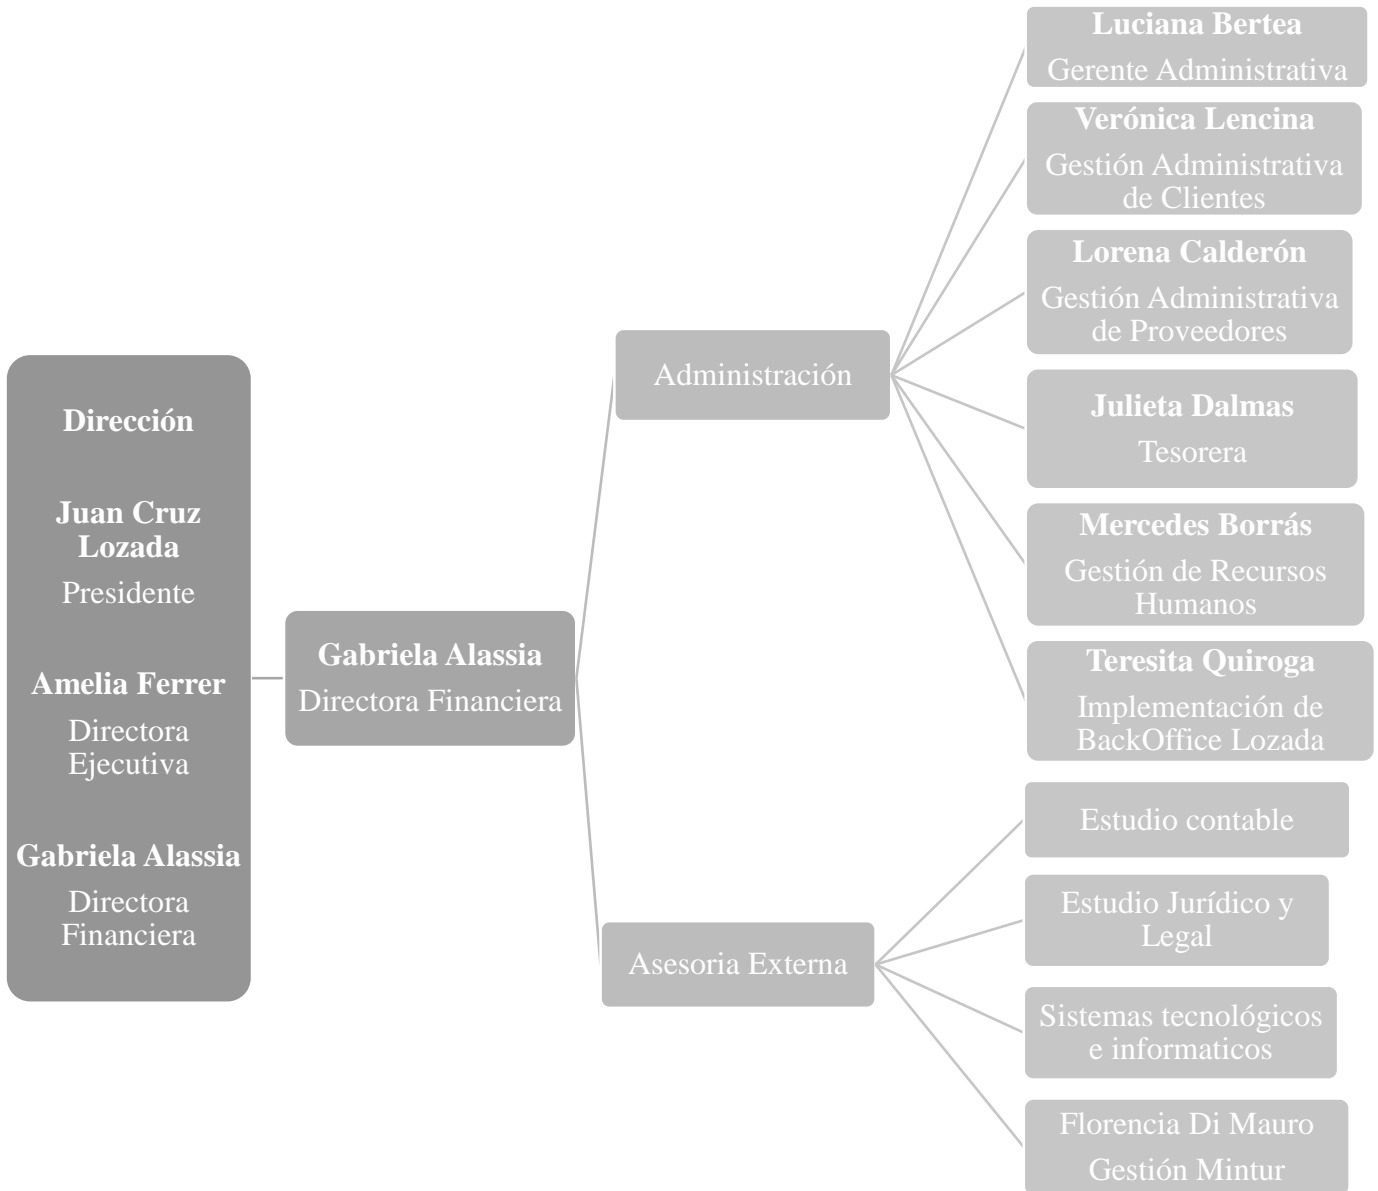 Dirección
Juan Cruz
Lozada
Presidente
Amelia Ferrer
Directora
Ejecutiva
Gabriela Alassia
Directora
Financiera
Gabriela Alassia
Directora Financiera
Administración
Luciana Bertea
Gerente Administrativa
Verónica Lencina
Gestión Administrativa
de Clientes
Lorena Calderón
Gestión Administrativa
de Proveedores
Julieta Dalmas
Tesorera
Mercedes Borrás
Gestión de Recursos
Humanos
Teresita Quiroga
Implementación de
BackOffice Lozada
Asesoria Externa
Estudio contable
Estudio Jurídico y
Legal
Sistemas tecnológicos
e informaticos
Florencia Di Mauro
Gestión Mintur